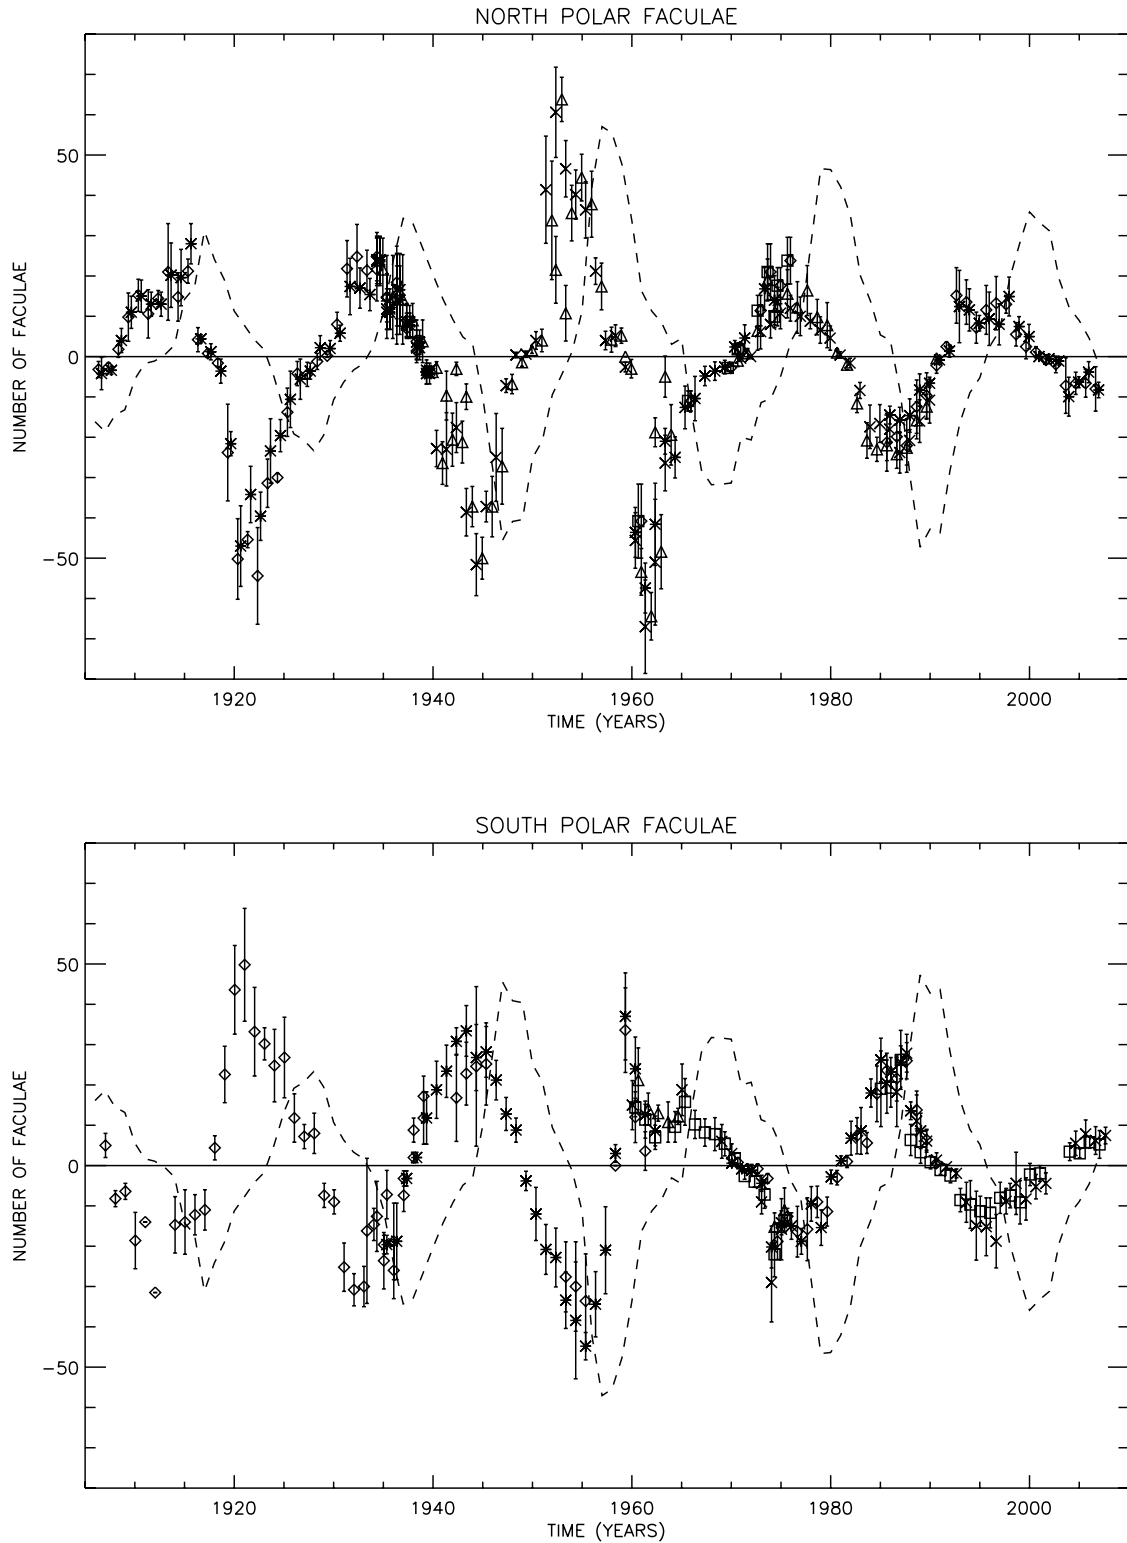 NORTH POLAR FACULAE
50
0
−50
NUMBER OF FACULAE
1920 1940 1960 1980 2000
TIME (YEARS)
SOUTH POLAR FACULAE
50
0
−50
NUMBER OF FACULAE
1920 1940 1960 1980 2000
TIME (YEARS)